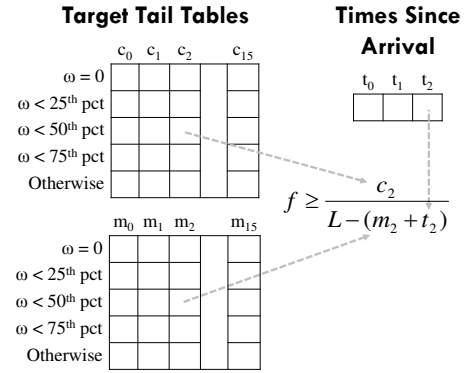 Target Tail Tables
Times Since
Arrival
c₀ c₁ c₂ c₁₅
ω = 0
ω < 25ᵗʰ pct
ω < 50ᵗʰ pct
ω < 75ᵗʰ pct
Otherwise
t₀ t₁ t₂
f ≥ c₂ / L − (m₂ + t₂)
m₀ m₁ m₂ m₁₅
ω = 0
ω < 25ᵗʰ pct
ω < 50ᵗʰ pct
ω < 75ᵗʰ pct
Otherwise